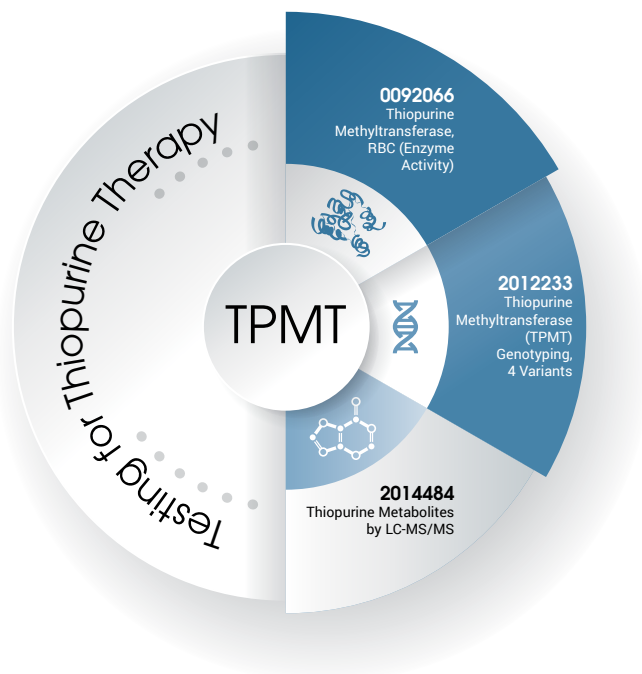 Testing for Thiopurine Therapy
TPMT
0092066
Thiopurine
Methyltransferase,
RBC (Enzyme
Activity)
2012233
Thiopurine
Methyltransferase
(TPMT)
Genotyping,
4 Variants
2014484
Thiopurine Metabolites
by LC-MS/MS